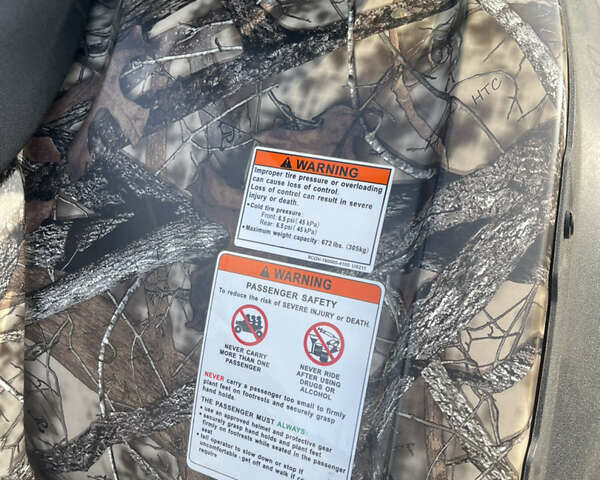 HTC
WARNING
Improper tire pressure or overloading
can cause loss of control.
Loss of control can result in severe
injury or death.
• Cold tire pressure:
Front: 6.5 psi( 45 kPa)
Rear: 6.5 psi( 45 kPa)
• Maximum weight capacity: 672 lbs. (305kg)
WARNING
PASSENGER SAFETY
To reduce the risk of SEVERE INJURY or DEATH.
NEVER CARRY
MORE THAN ONE
PASSENGER
NEVER RIDE
AFTER USING
DRUGS OR
ALCOHOL
NEVER carry a passenger too small to firmly
plant feet on footrests and securely grasp
hand holds.
THE PASSENGER MUST ALWAYS:
• use an approved helmet and protective gear
• securely grasp hand holds and plant feet
firmly on footrests while seated in the passenger
seat
• tell operator to slow down or stop if
uncomfortable - get off and walk if
require